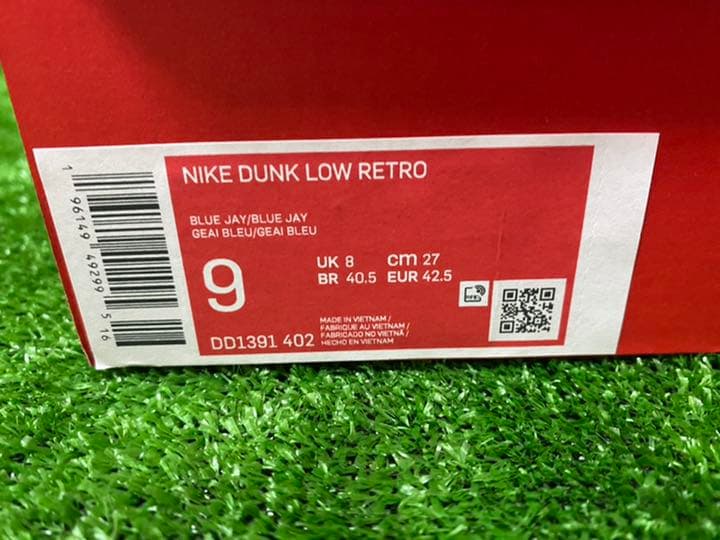 NIKE DUNK LOW RETRO
BLUE JAY/BLUE JAY
GEAI BLEU/GEAI BLEU
9
UK 8 cm 27
BR 40.5 EUR 42.5
DD1391 402
MADE IN VIETNAM /
FABRIQUE AU VIETNAM /
FABRICADO NO VIETNÃ /
HECHO EN VIETNAM
1 96149 49299 5 16